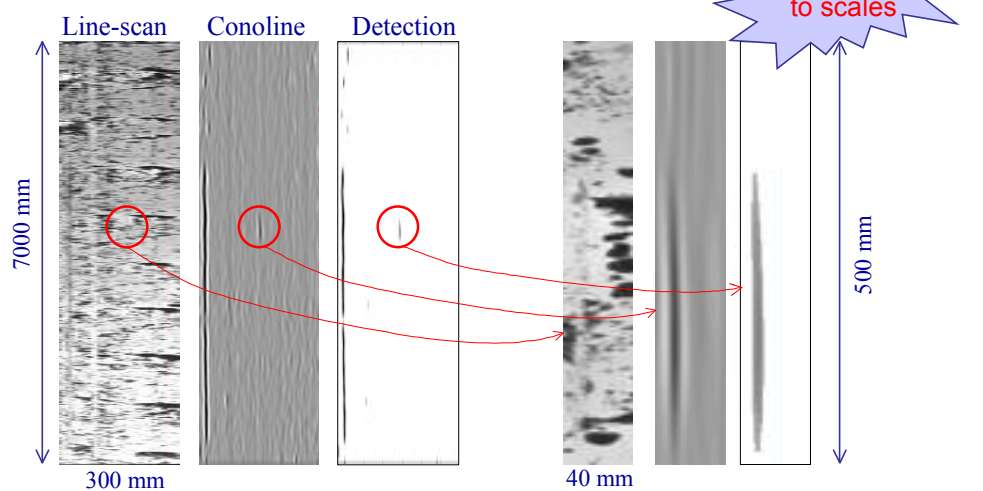 to scales
Line-scan Conoline Detection
7000 mm
500 mm
300 mm
40 mm